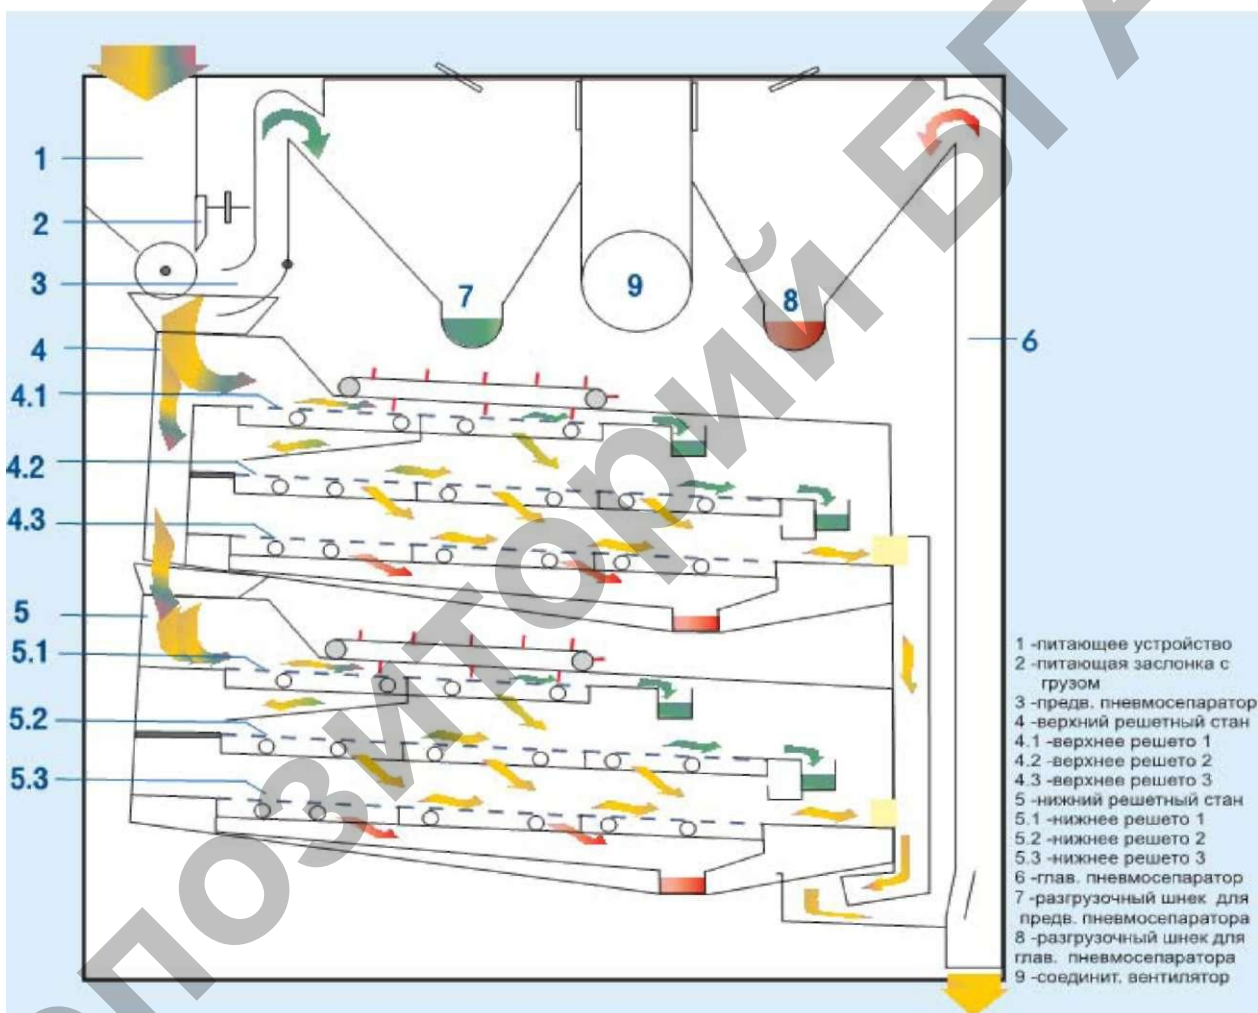 1
2
3
4
4.1
4.2
4.3
5
5.1
5.2
5.3
7
9
8
6
1 -питающее устройство
2 -питающая заслонка с
грузом
3 -предв. пневмосепаратор
4 -верхний решетный стан
4.1 -верхнее решето 1
4.2 -верхнее решето 2
4.3 -верхнее решето 3
5 -нижний решетный стан
5.1 -нижнее решето 1
5.2 -нижнее решето 2
5.3 -нижнее решето 3
6 -глав. пневмосепаратор
7 -разгрузочный шнек для
предв. пневмосепаратора
8 -разгрузочный шнек для
глав. пневмосепаратора
9 -соединит. вентилятор